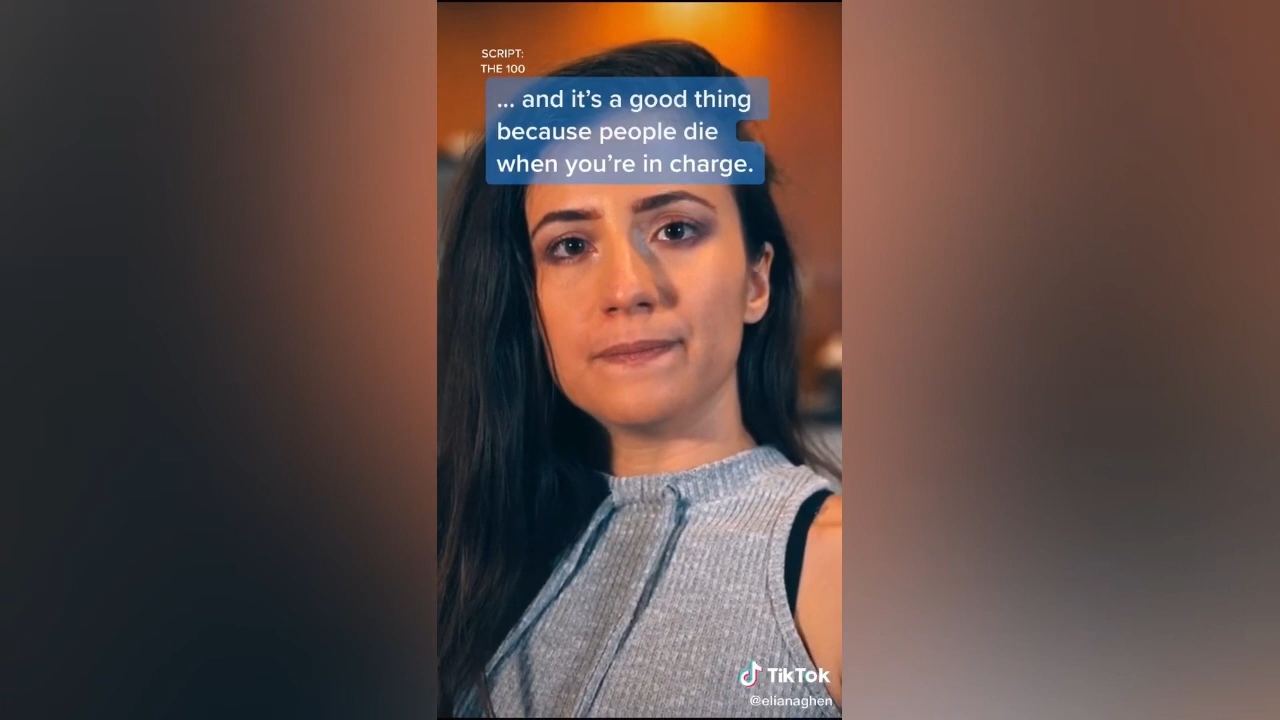 SCRIPT:
THE 100
... and it's a good thing
because people die
when you're in charge.
TikTok
@elianaghen